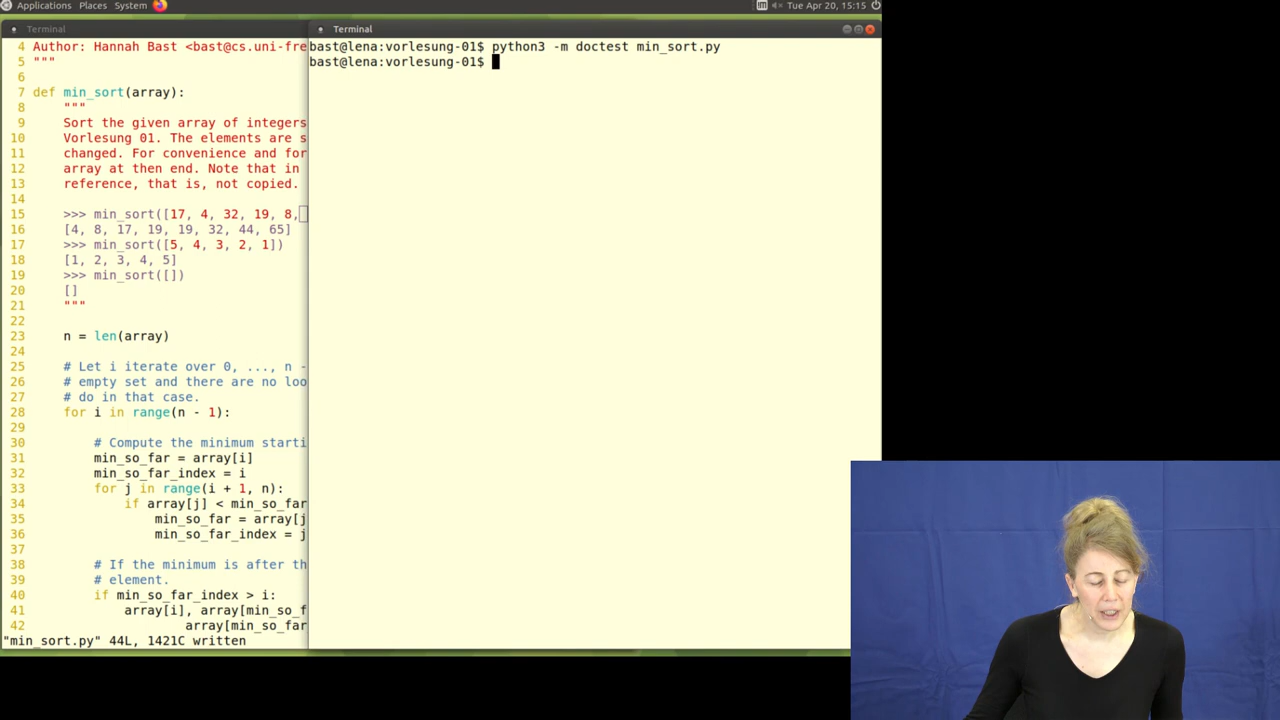 Applications Places System
Tue Apr 20, 15:15
Terminal
4 Author: Hannah Bast <bast@cs.uni-fre
5 """
6
7 def min_sort(array):
8 """
9 Sort the given array of integers
10 Vorlesung 01. The elements are s
11 changed. For convenience and for
12 array at then end. Note that in
13 reference, that is, not copied.
14
15 >>> min_sort([17, 4, 32, 19, 8,
16 [4, 8, 17, 19, 19, 32, 44, 65]
17 >>> min_sort([5, 4, 3, 2, 1])
18 [1, 2, 3, 4, 5]
19 >>> min_sort([])
20 []
21 """
22
23 n = len(array)
24
25 # Let i iterate over 0, ..., n -
26 # empty set and there are no loo
27 # do in that case.
28 for i in range(n - 1):
29
30 # Compute the minimum starti
31 min_so_far = array[i]
32 min_so_far_index = i
33 for j in range(i + 1, n):
34 if array[j] < min_so_far
35 min_so_far = array[j
36 min_so_far_index = j
37
38 # If the minimum is after th
39 # element.
40 if min_so_far_index > i:
41 array[i], array[min_so_f
42 array[min_so_far
"min_sort.py" 44L, 1421C written
Terminal
bast@lena:vorlesung-01$ python3 -m doctest min_sort.py
bast@lena:vorlesung-01$